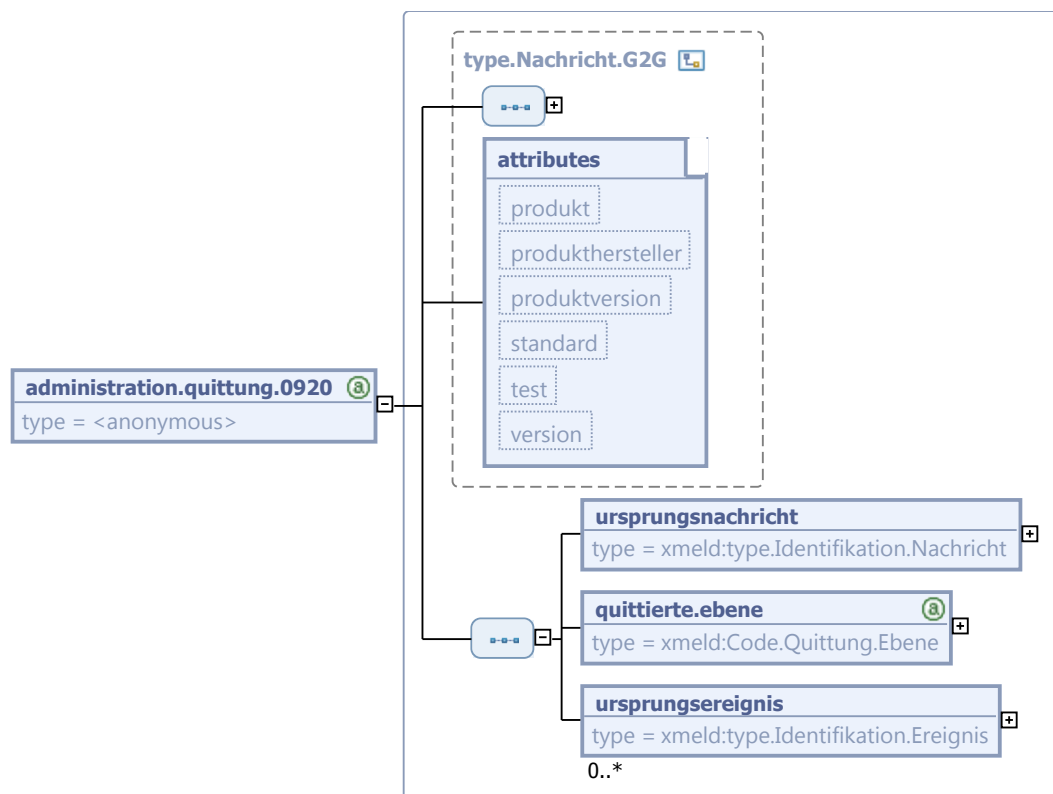 type.Nachricht.G2G
attributes
produkt
produkthersteller
produktversion
standard
test
version
administration.quittung.0920 a
type = <anonymous>
ursprungsnachricht
type = xmeld:type.Identifikation.Nachricht
quittierte.ebene a
type = xmeld:Code.Quittung.Ebene
ursprungsereignis
type = xmeld:type.Identifikation.Ereignis
0..*